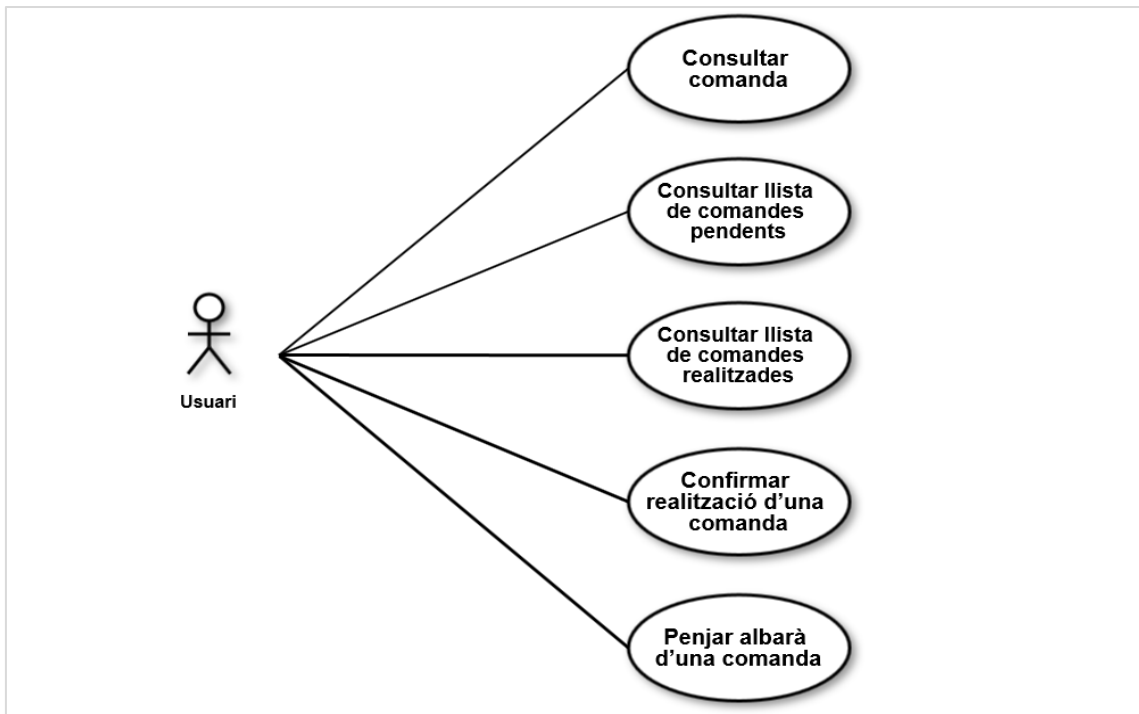 Consultar
comanda
Consultar llista
de comandes
pendents
Consultar llista
de comandes
realitzades
Usuari
Confirmar
realització d’una
comanda
Penjar albarà
d’una comanda